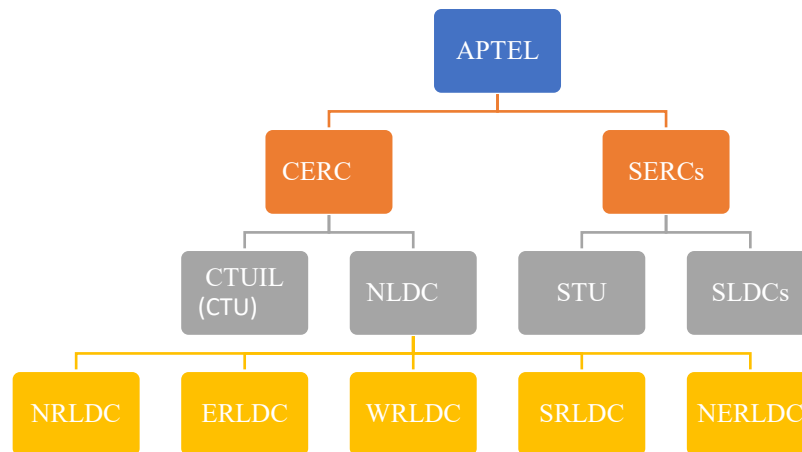 APTEL
CERC
SERCs
CTUIL
(CTU)
NLDC
STU
SLDCs
NRLDC
ERLDC
WRLDC
SRLDC
NERLDC